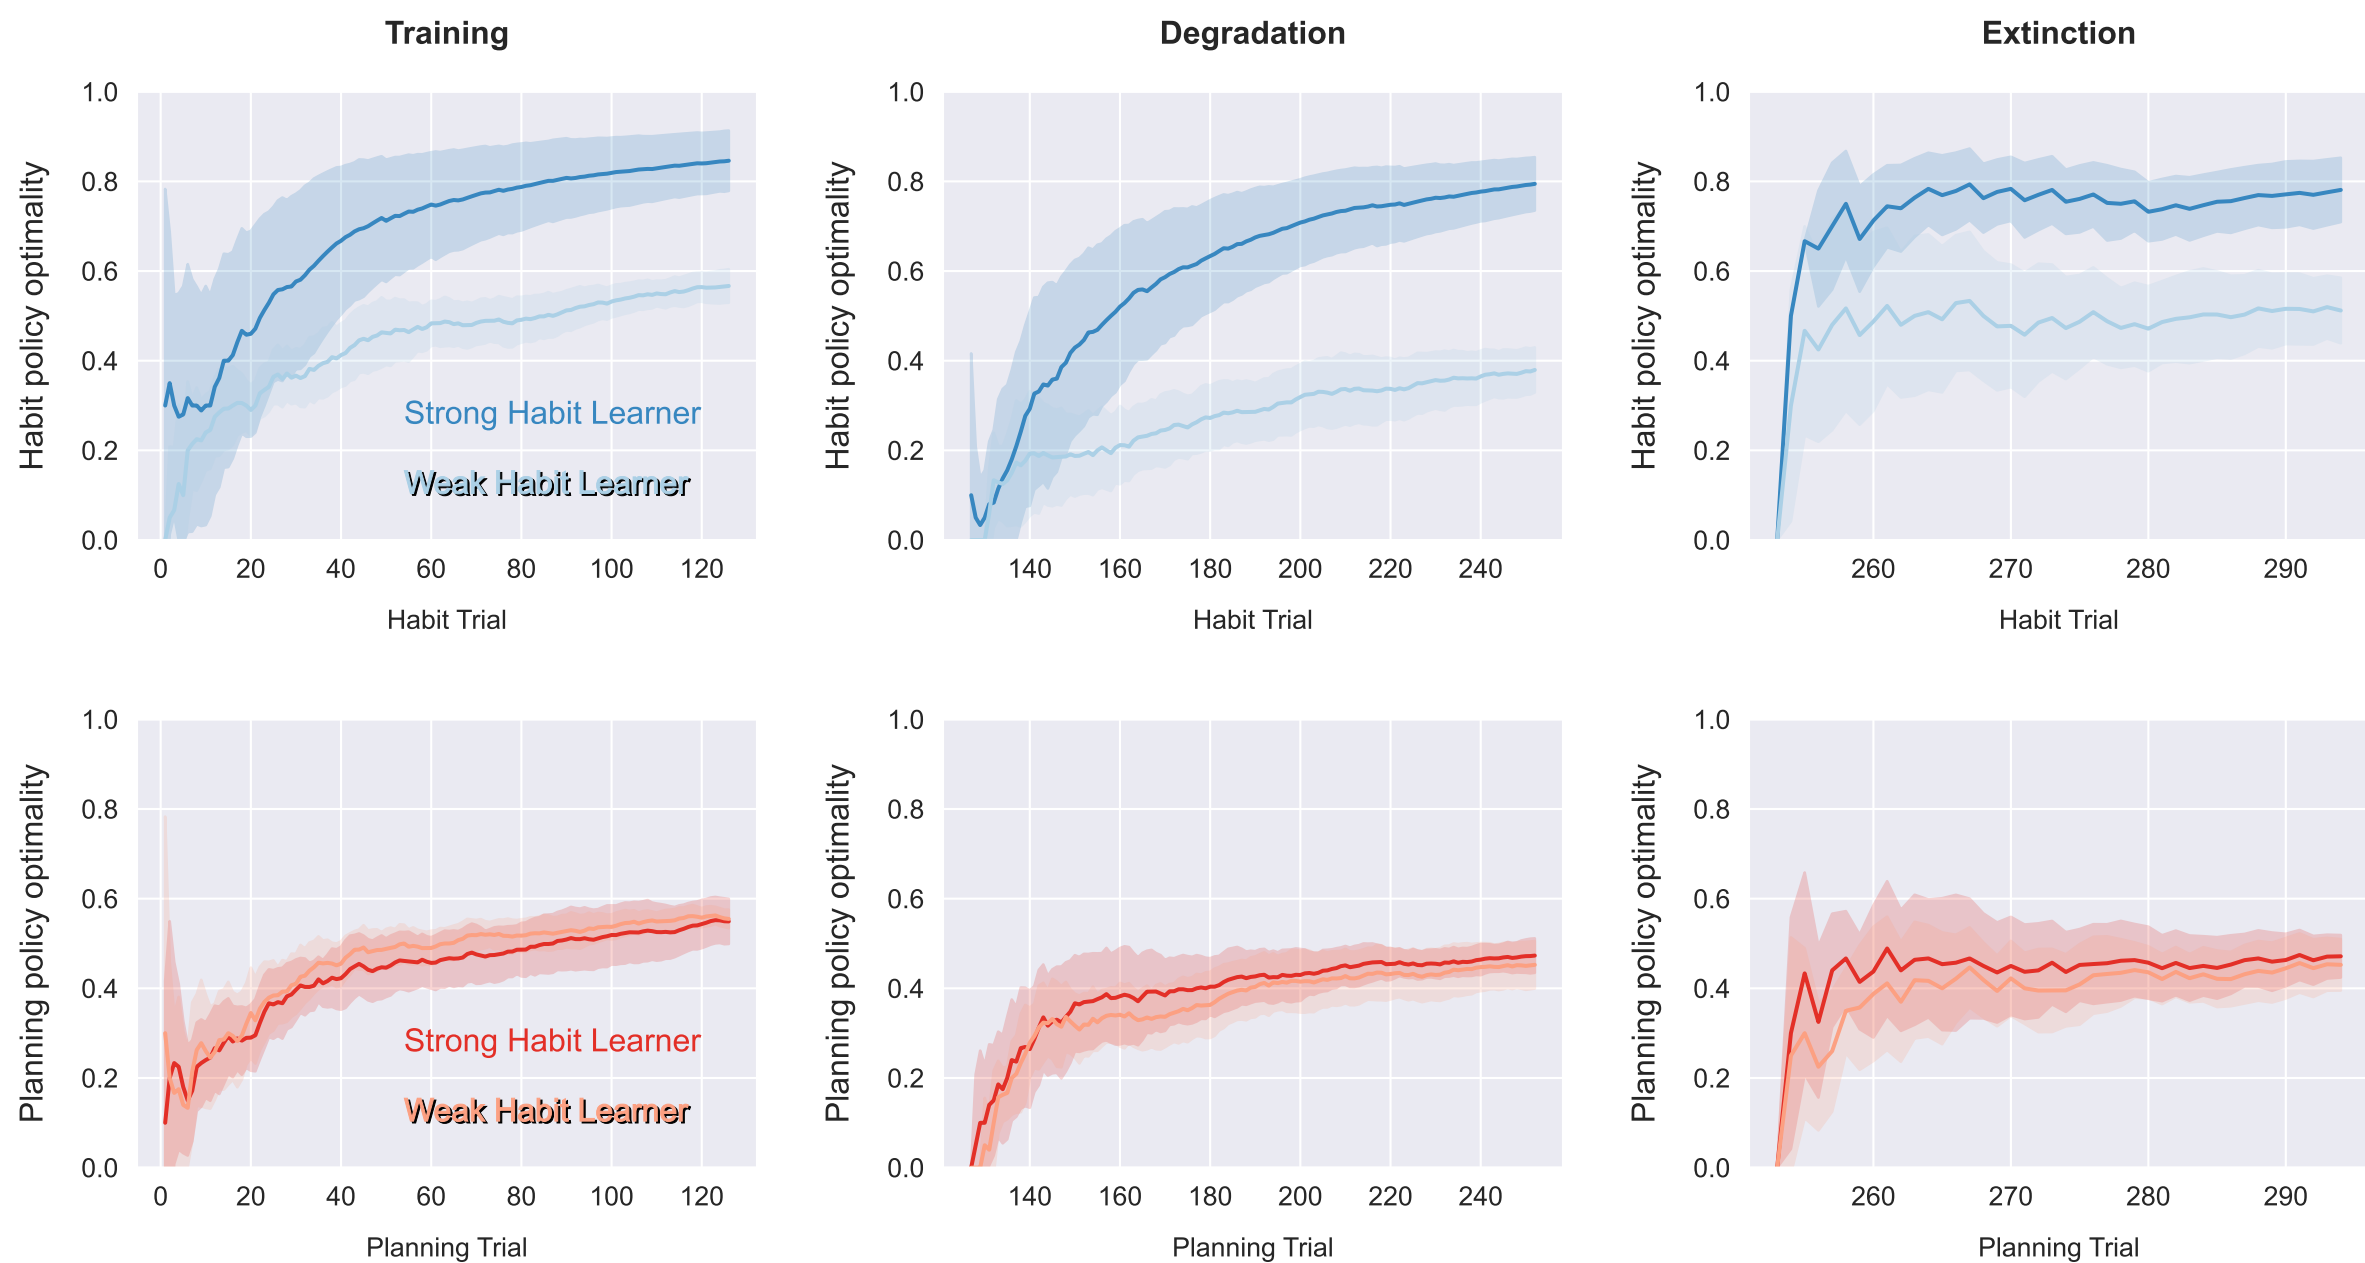 Training
Degradation
Extinction
Habit policy optimality
1.0
0.8
0.6
0.4
0.2
0.0
Strong Habit Learner
Weak Habit Learner
0 20 40 60 80 100 120
Habit Trial
Habit policy optimality
1.0
0.8
0.6
0.4
0.2
0.0
140 160 180 200 220 240
Habit Trial
Habit policy optimality
1.0
0.8
0.6
0.4
0.2
0.0
260 270 280 290
Habit Trial
Planning policy optimality
1.0
0.8
0.6
0.4
0.2
0.0
Strong Habit Learner
Weak Habit Learner
0 20 40 60 80 100 120
Planning Trial
Planning policy optimality
1.0
0.8
0.6
0.4
0.2
0.0
140 160 180 200 220 240
Planning Trial
Planning policy optimality
1.0
0.8
0.6
0.4
0.2
0.0
260 270 280 290
Planning Trial